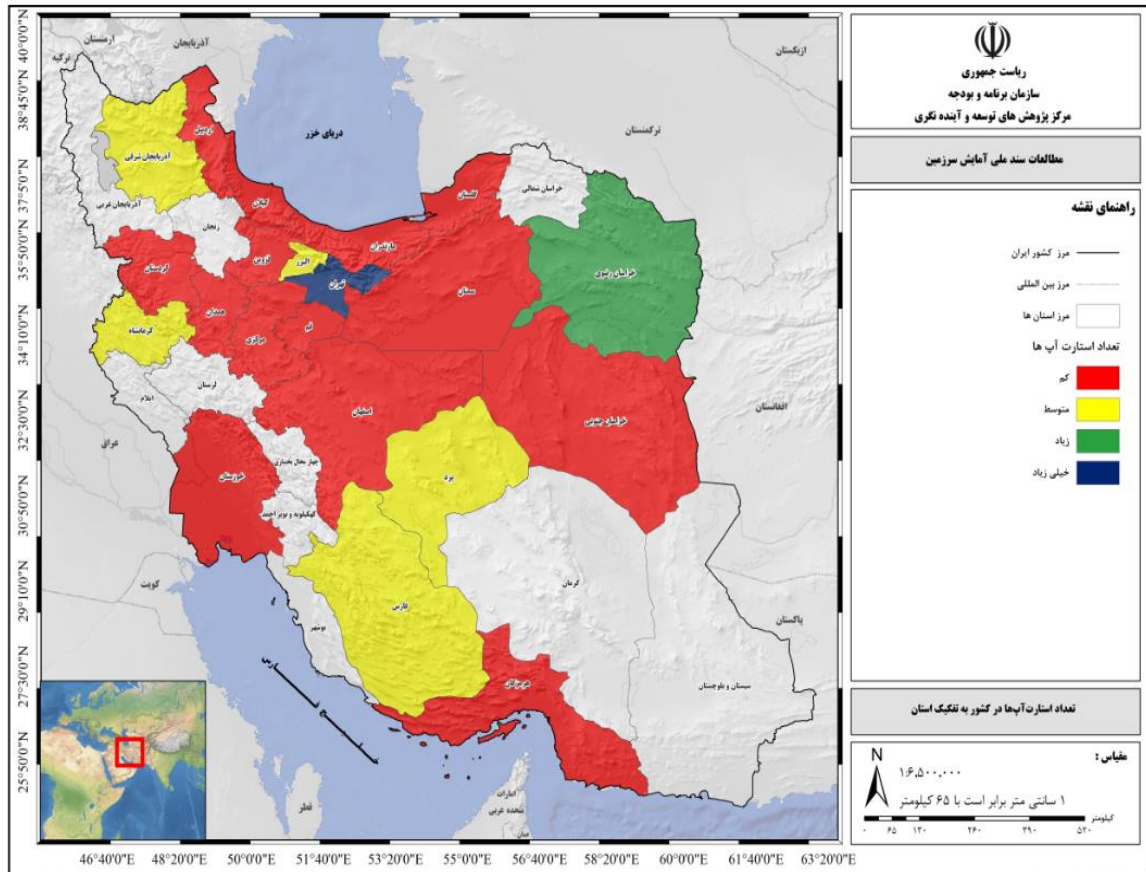 ریاست جمهوری
سازمان برنامه و بودجه
مرکز پژوهش های توسعه و آینده نگری
مطالعات سند ملی آمایش سرزمین
راهنمای نقشه
مرز کشور ایران
مرز بین المللی
مرز استان ها
تعداد استارت آپ ها
کم
متوسط
زیاد
خیلی زیاد
تعداد استارت‌آپ‌ها در کشور به تفکیک استان
مقیاس :
N
۱:۶,۵۰۰,۰۰۰
۱ سانتی متر برابر است با ۶۵ کیلومتر
کیلومتر
۰ ۶۵ ۱۳۰ ۲۶۰ ۳۹۰ ۵۲۰
ارمنستان
آذربایجان
ترکیه
ازبکستان
ترکمنستان
دریای خزر
اردبیل
آذربایجان شرقی
آذربایجان غربی
گیلان
زنجان
گلستان
خراسان شمالی
مازندران
قزوین
البرز
تهران
سمنان
خراسان رضوی
کردستان
همدان
کرمانشاه
مرکزی
قم
لرستان
ایلام
اصفهان
خراسان جنوبی
افغانستان
عراق
خوزستان
چهار محال بختیاری
یزد
کهکیلویه و بویر احمد
کرمان
کویت
فارس
بوشهر
پاکستان
سیستان و بلوچستان
هرمزگان
قطر
امارات
متحده عربی
عمان
40°0'0"N
38°45'0"N
37°5'0"N
35°50'0"N
34°10'0"N
32°30'0"N
30°50'0"N
29°10'0"N
27°30'0"N
25°50'0"N
46°40'0"E
48°20'0"E
50°0'0"E
51°40'0"E
53°20'0"E
55°0'0"E
56°40'0"E
58°20'0"E
60°0'0"E
61°40'0"E
63°20'0"E